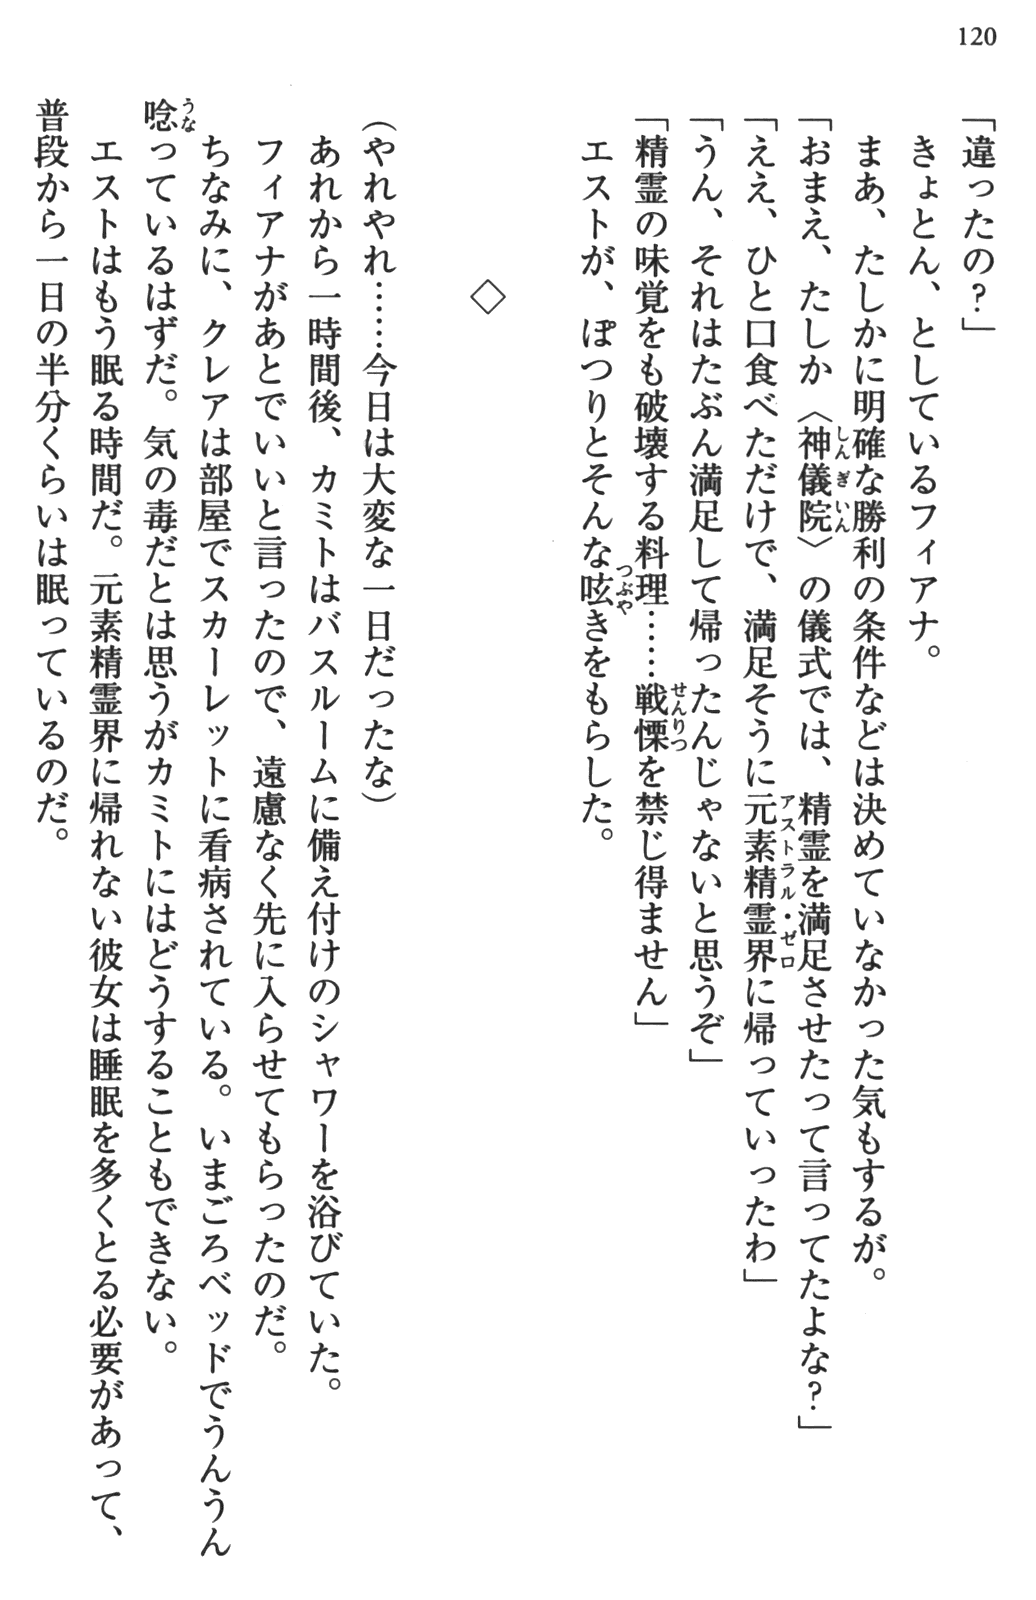 120
「違ったの？」
きょとん、としているフィアナ。
まあ、たしかに明確な勝利の条件などは決めていなかった気もするが。
「おまえ、たしか〈神儀院〉の儀式では、精霊を満足させたって言ってたよな？」
「ええ、ひと口食べただけで、満足そうに元素精霊界に帰っていったわ」
「うん、それはたぶん満足して帰ったんじゃないと思うぞ」
「精霊の味覚をも破壊する料理……戦慄を禁じ得ません」
エストが、ぽつりとそんな呟きをもらした。
◇
（やれやれ……今日は大変な一日だったな）
あれから一時間後、カミトはバスルームに備え付けのシャワーを浴びていた。
フィアナがあとでいいと言ったので、遠慮なく先に入らせてもらったのだ。
ちなみに、クレアは部屋でスカーレットに看病されている。いまごろベッドでうんうん
唸っているはずだ。気の毒だとは思うがカミトにはどうすることもできない。
エストはもう眠る時間だ。元素精霊界に帰れない彼女は睡眠を多くとる必要があって、
普段から一日の半分くらいは眠っているのだ。